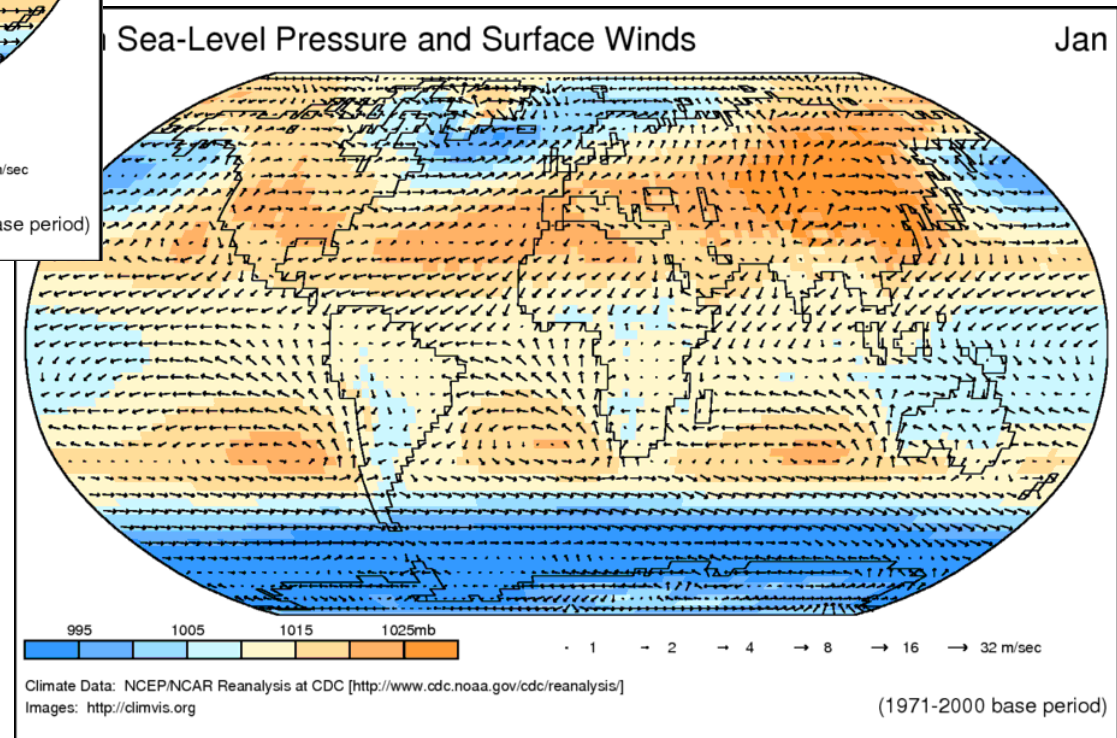 Sea-Level Pressure and Surface Winds
Jan
/sec
ase period)
995 1005 1015 1025mb
1 2 4 8 16 32 m/sec
Climate Data: NCEP/NCAR Reanalysis at CDC [http://www.cdc.noaa.gov/cdc/reanalysis/]
Images: http://climvis.org
(1971-2000 base period)